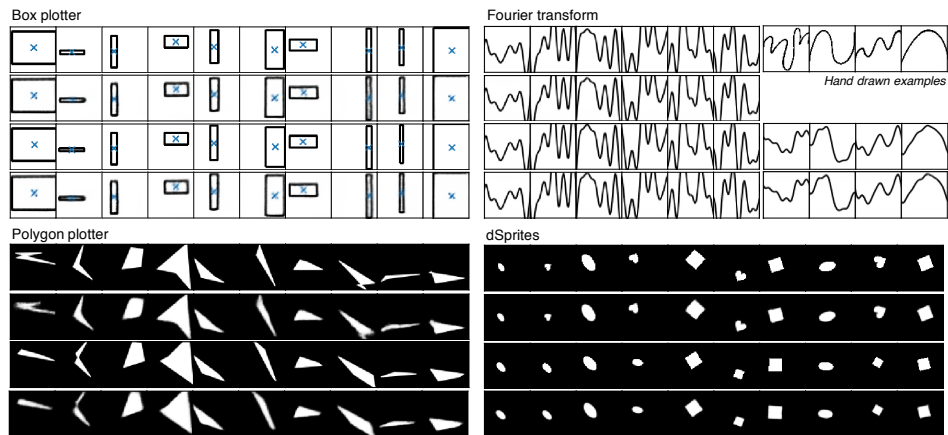 Box plotter
Fourier transform
Hand drawn examples
Polygon plotter
dSprites